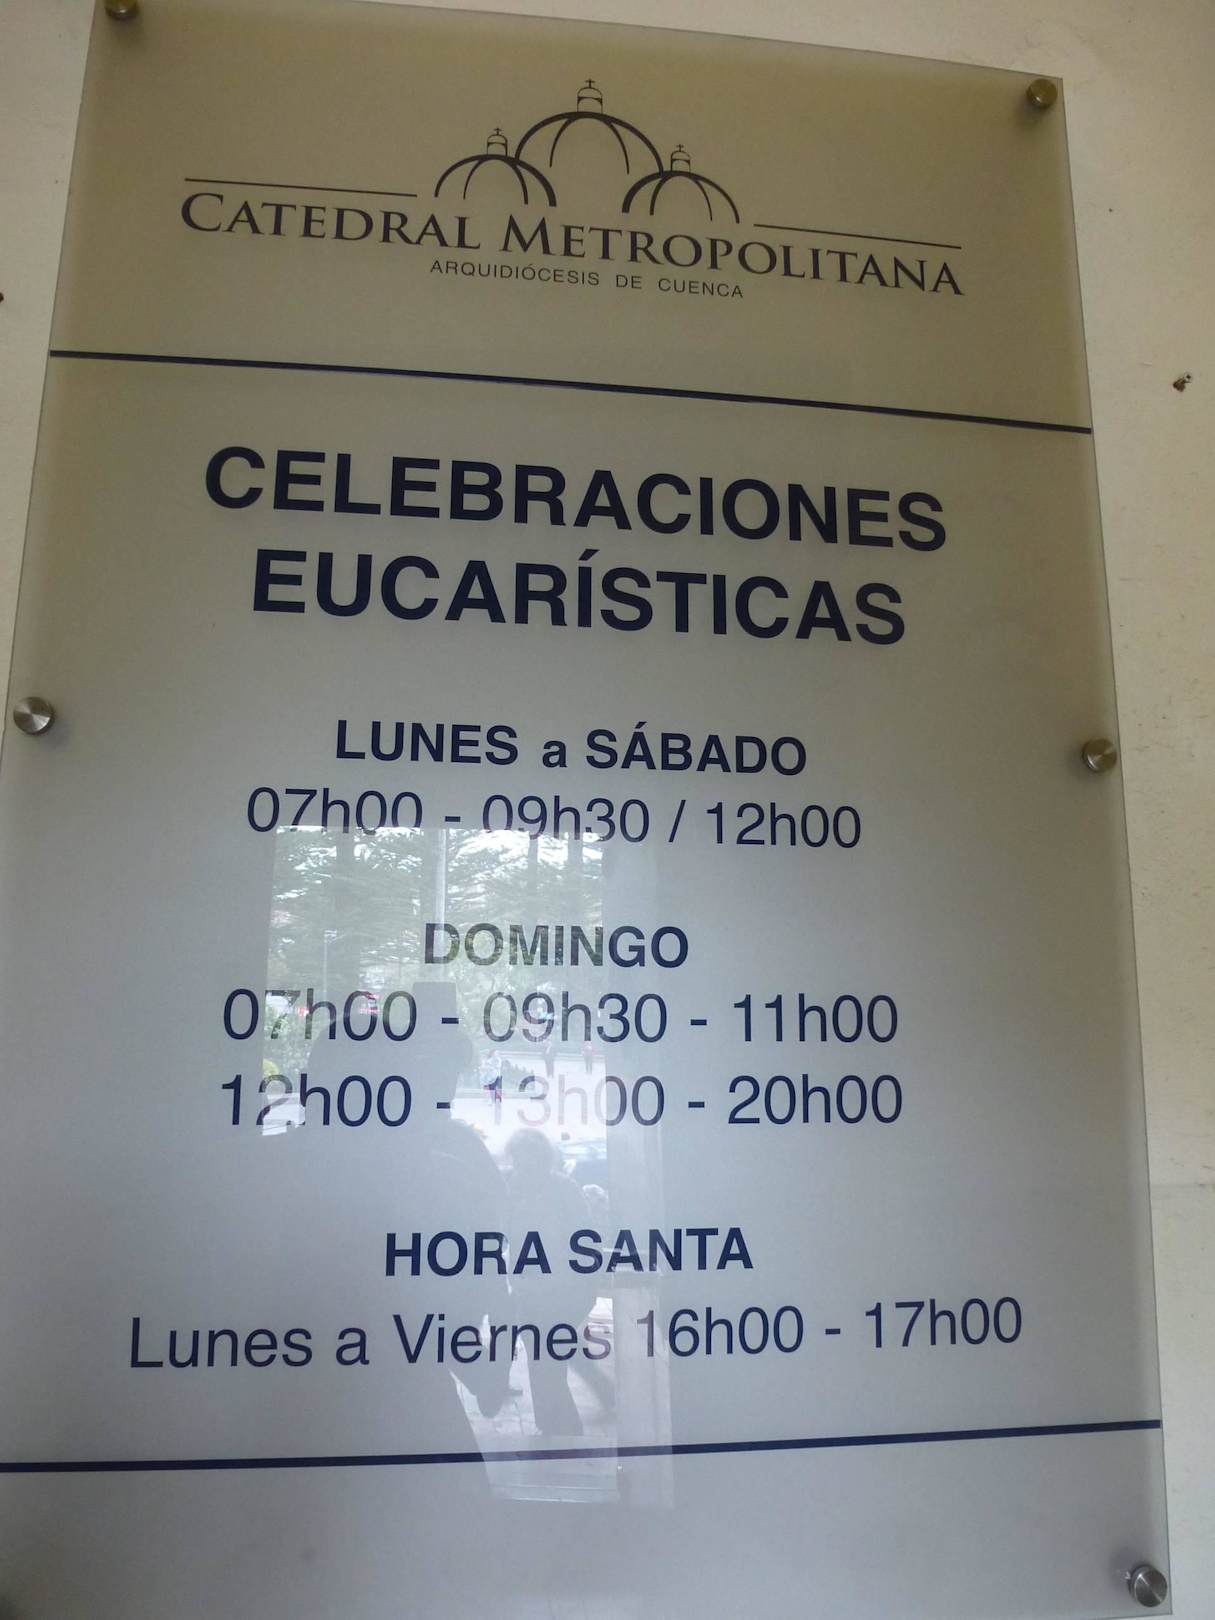 CATEDRAL METROPOLITANA
ARQUIDIÓCESIS DE CUENCA
CELEBRACIONES
EUCARÍSTICAS
LUNES a SÁBADO
07h00 - 09h30 / 12h00
DOMINGO
07h00 - 09h30 - 11h00
12h00 - 13h00 - 20h00
HORA SANTA
Lunes a Viernes 16h00 - 17h00